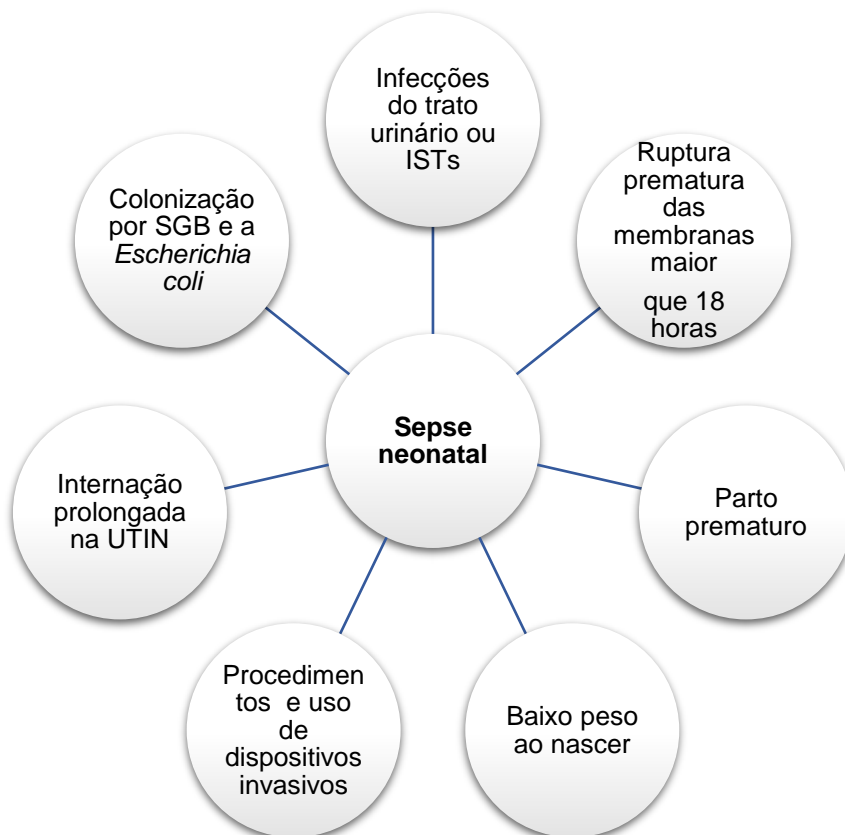 Infecções
do trato
urinário ou
ISTs
Ruptura
prematura
das
membranas
maior
que 18
horas
Colonização
por SGB e a
Escherichia
coli
Sepse
neonatal
Internação
prolongada
na UTIN
Parto
prematuro
Procedimen
tos e uso
de
dispositivos
invasivos
Baixo peso
ao nascer